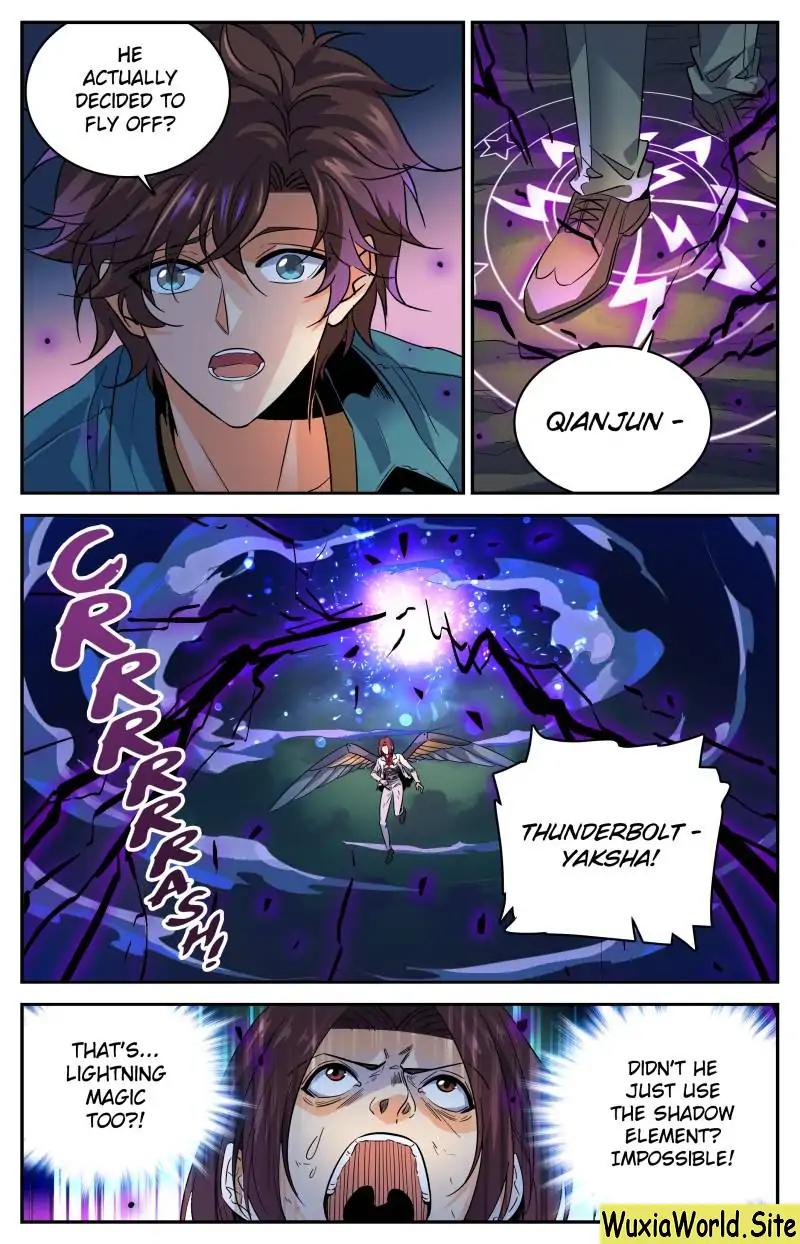 HE
ACTUALLY
DECIDED TO
FLY OFF?
QIANJUN -
CRRRRRRASH!
THUNDERBOLT -
YAKSHA!
THAT'S...
LIGHTNING
MAGIC
TOO?!
DIDN'T HE
JUST USE
THE SHADOW
ELEMENT?
IMPOSSIBLE!
WuxiaWorld.Site